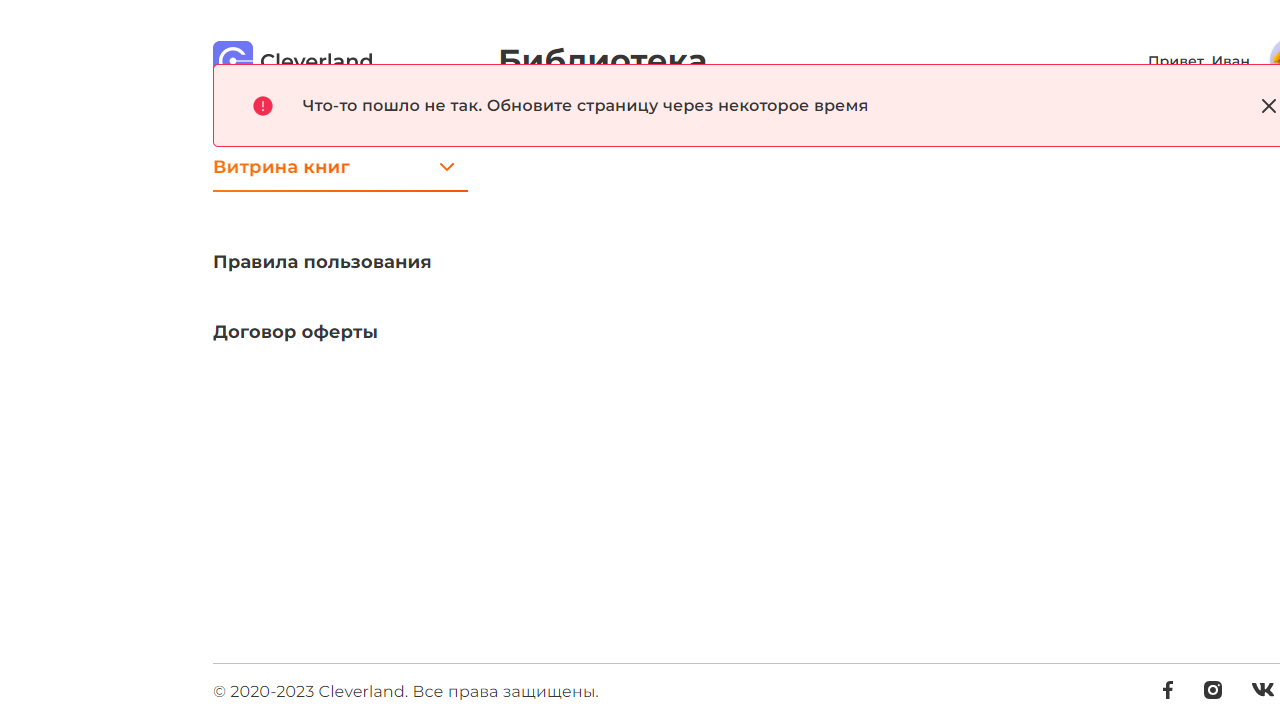 Cleverland
Библиотека
Привет, Иван
Что-то пошло не так. Обновите страницу через некоторое время
Витрина книг
Правила пользования
Договор оферты
© 2020-2023 Cleverland. Все права защищены.